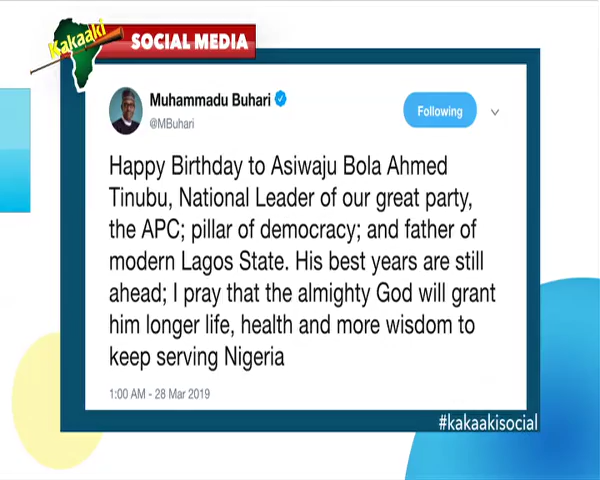 Kakaaki
SOCIAL MEDIA
Muhammadu Buhari
@MBuhari
Following
Happy Birthday to Asiwaju Bola Ahmed
Tinubu, National Leader of our great party,
the APC; pillar of democracy; and father of
modern Lagos State. His best years are still
ahead; I pray that the almighty God will grant
him longer life, health and more wisdom to
keep serving Nigeria
1:00 AM - 28 Mar 2019
#kakaakisocial